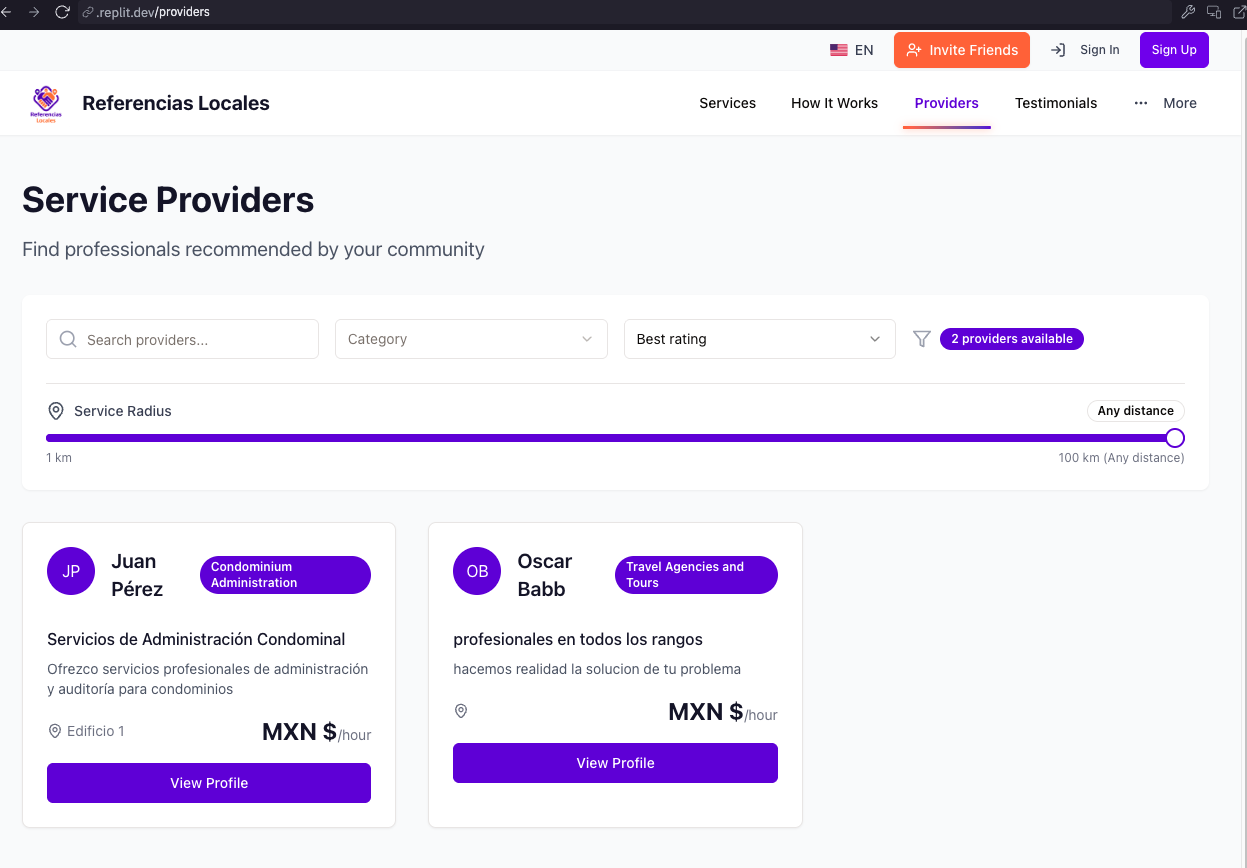 .replit.dev/providers
EN
Invite Friends
Sign In
Sign Up
Referencias
Locales
Referencias Locales
Services
How It Works
Providers
Testimonials
More
Service Providers
Find professionals recommended by your community
Search providers...
Category
Best rating
2 providers available
Service Radius
Any distance
1 km
100 km (Any distance)
JP
Juan
Pérez
Condominium
Administration
Servicios de Administración Condominal
Ofrezco servicios profesionales de administración
y auditoría para condominios
Edificio 1
MXN $/hour
View Profile
OB
Oscar
Babb
Travel Agencies and
Tours
profesionales en todos los rangos
hacemos realidad la solucion de tu problema
MXN $/hour
View Profile